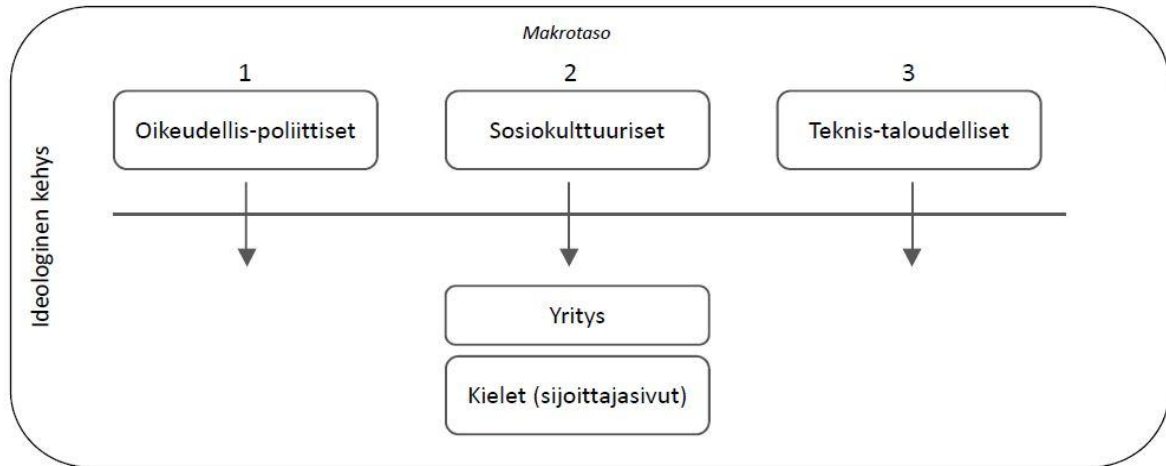 Makrotaso
1
2
3
Oikeudellis-poliittiset
Sosiokulttuuriset
Teknis-taloudelliset
Ideologinen kehys
Yritys
Kielet (sijoittajasivut)